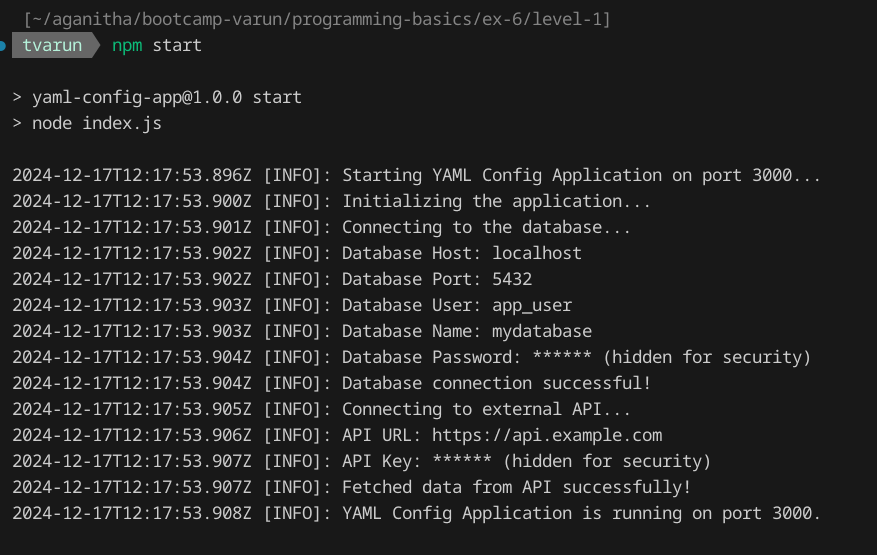 [~/aganitha/bootcamp-varun/programming-basics/ex-6/level-1]
tvarun npm start
> yaml-config-app@1.0.0 start
> node index.js
2024-12-17T12:17:53.896Z [INFO]: Starting YAML Config Application on port 3000...
2024-12-17T12:17:53.900Z [INFO]: Initializing the application...
2024-12-17T12:17:53.901Z [INFO]: Connecting to the database...
2024-12-17T12:17:53.902Z [INFO]: Database Host: localhost
2024-12-17T12:17:53.902Z [INFO]: Database Port: 5432
2024-12-17T12:17:53.903Z [INFO]: Database User: app_user
2024-12-17T12:17:53.903Z [INFO]: Database Name: mydatabase
2024-12-17T12:17:53.904Z [INFO]: Database Password: ****** (hidden for security)
2024-12-17T12:17:53.904Z [INFO]: Database connection successful!
2024-12-17T12:17:53.905Z [INFO]: Connecting to external API...
2024-12-17T12:17:53.906Z [INFO]: API URL: https://api.example.com
2024-12-17T12:17:53.907Z [INFO]: API Key: ****** (hidden for security)
2024-12-17T12:17:53.907Z [INFO]: Fetched data from API successfully!
2024-12-17T12:17:53.908Z [INFO]: YAML Config Application is running on port 3000.